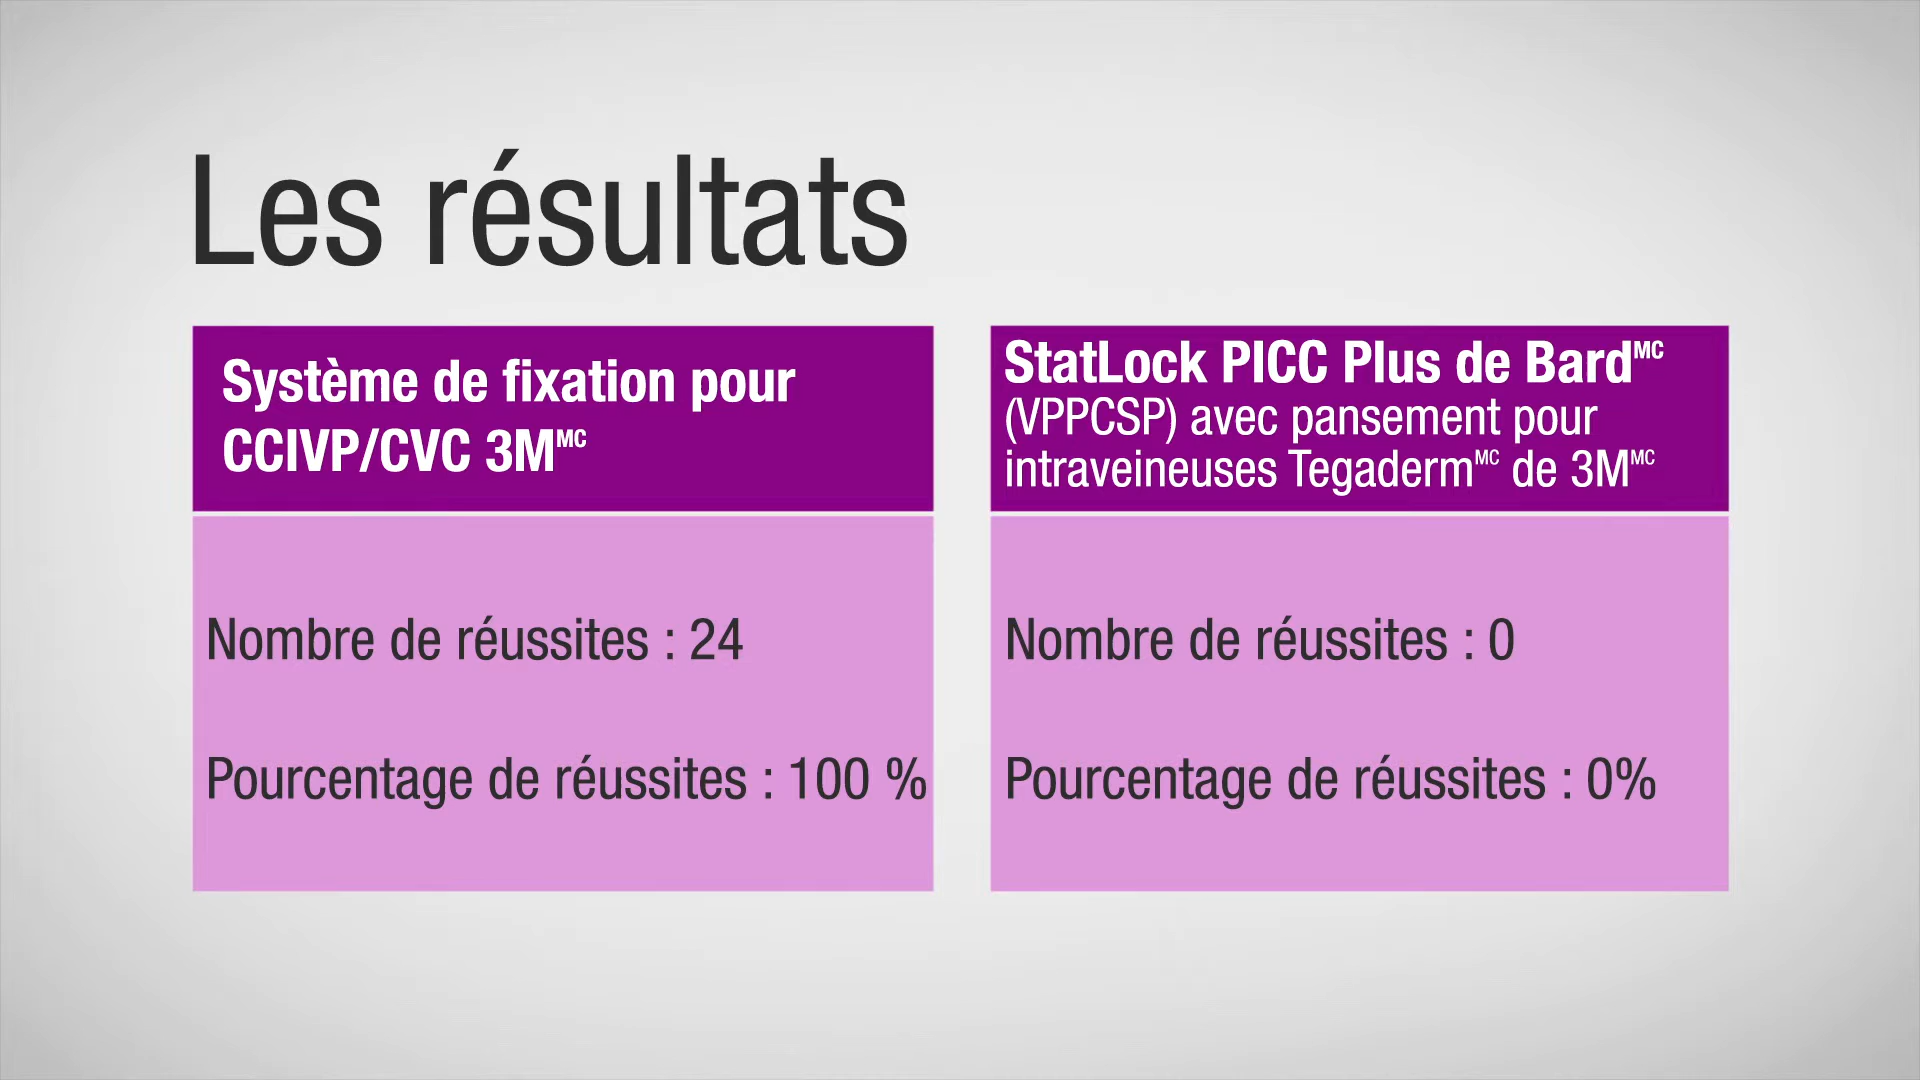 Les résultats
Système de fixation pour
CCIVP/CVC 3Mᴹᶜ
Nombre de réussites : 24
Pourcentage de réussites : 100 %
StatLock PICC Plus de Bardᴹᶜ
(VPPCSP) avec pansement pour
intraveineuses Tegadermᴹᶜ de 3Mᴹᶜ
Nombre de réussites : 0
Pourcentage de réussites : 0%